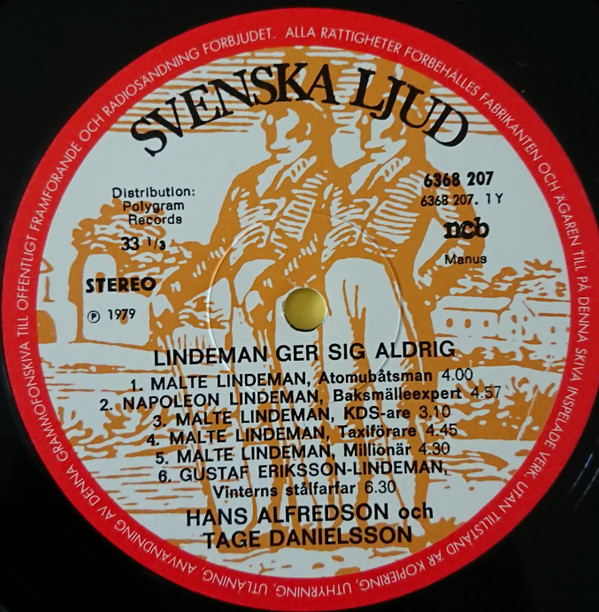 SVENSKA LJUD
Distribution:
Polygram
Records
33 1/3
STEREO
℗ 1979
6368 207
6368 207. 1 Y
ncb
Manus
LINDEMAN GER SIG ALDRIG
1. MALTE LINDEMAN, Atomubåtsman 4.00
2. NAPOLEON LINDEMAN, Baksmälleexpert 4.57
3. MALTE LINDEMAN, KDS-are 3.10
4. MALTE LINDEMAN, Taxiförare 4.45
5. MALTE LINDEMAN, Millionär 4.30
6. GUSTAF ERIKSSON-LINDEMAN,
Vinterns stålfarfar 6.30
HANS ALFREDSON och
TAGE DANIELSSON
ALLA RÄTTIGHETER FÖRBEHÅLLES FABRIKANTEN OCH ÄGAREN TILL PÅ DENNA SKIVA INSPELADE VERK. UTAN TILLSTÅND ÄR KOPIERING, UTHYRNING, UTLÅNING, ANVÄNDNING AV DENNA GRAMMOFONSKIVA TILL OFFENTLIGT FRAMFÖRANDE OCH RADIOSÄNDNING FÖRBJUDET.